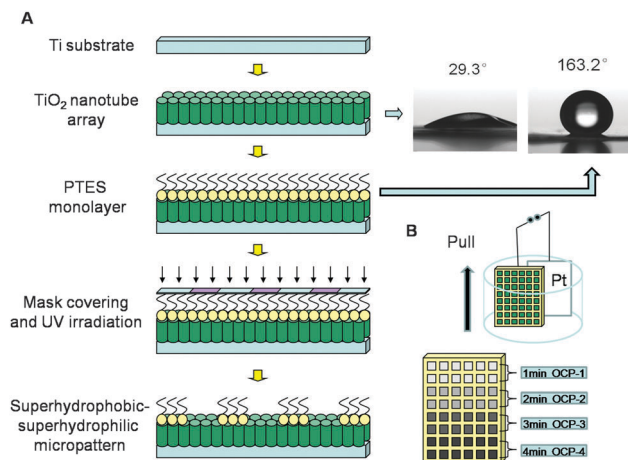 A
Ti substrate
TiO₂ nanotube
array
29.3°
163.2°
PTES
monolayer
Mask covering
and UV irradiation
Superhydrophobic-
superhydrophilic
micropattern
B
Pull
Pt
1min OCP-1
2min OCP-2
3min OCP-3
4min OCP-4